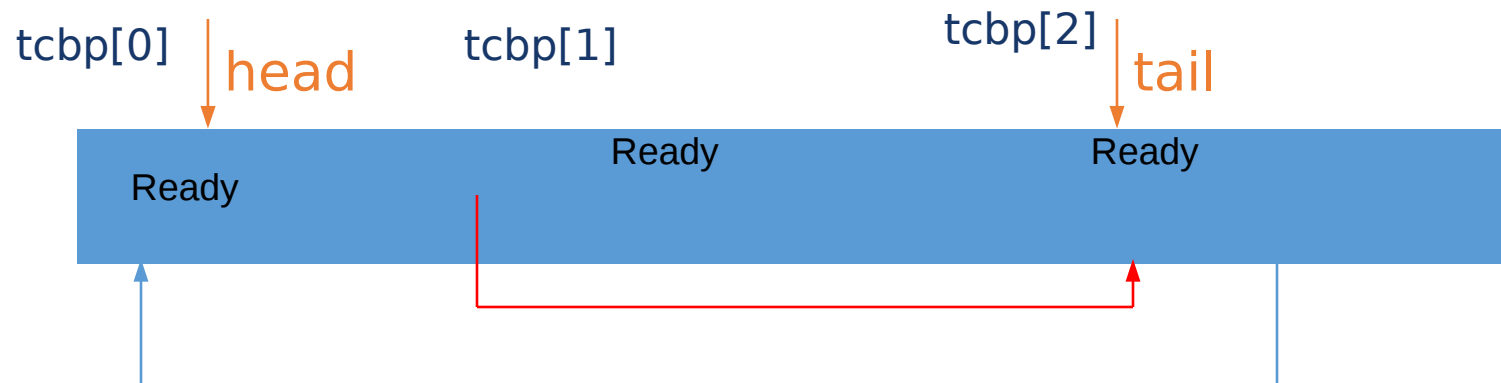 tcbp[0]
head
tcbp[1]
tcbp[2]
tail
Ready
Ready
Ready